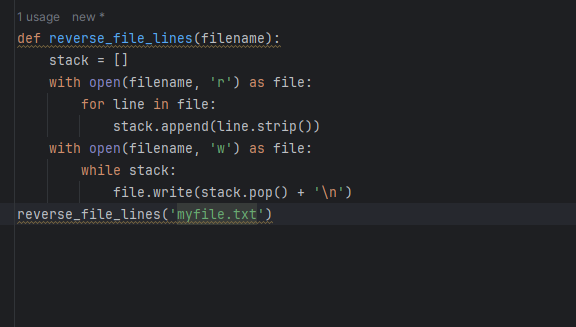 1 usage   new *
def reverse_file_lines(filename):
    stack = []
    with open(filename, 'r') as file:
        for line in file:
            stack.append(line.strip())
    with open(filename, 'w') as file:
        while stack:
            file.write(stack.pop() + '\n')
reverse_file_lines('myfile.txt')